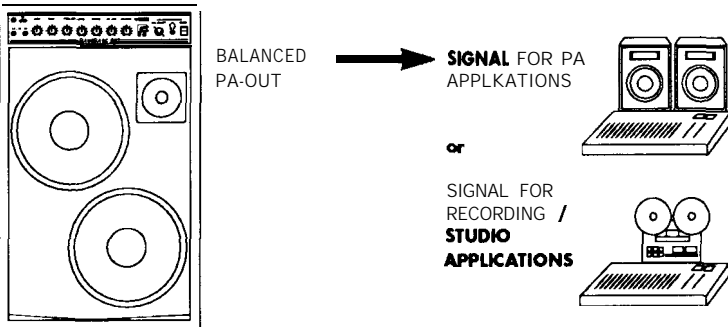 BALANCED
PA-OUT
SIGNAL FOR PA
APPLKATIONS
or
SIGNAL FOR
RECORDING /
STUDIO
APPLICATIONS